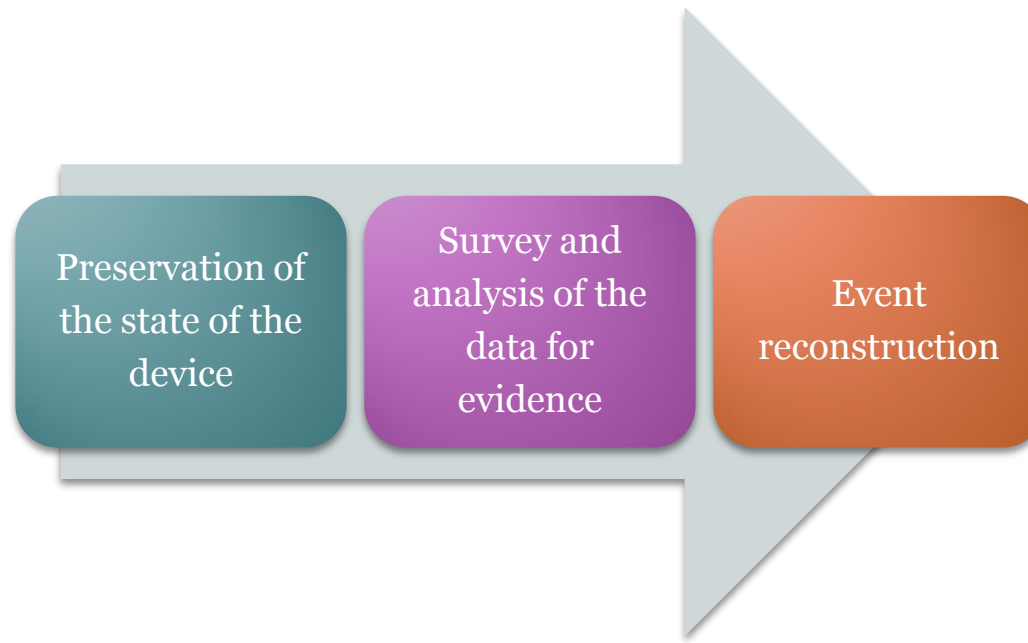 Preservation of
the state of the
device
Survey and
analysis of the
data for
evidence
Event
reconstruction